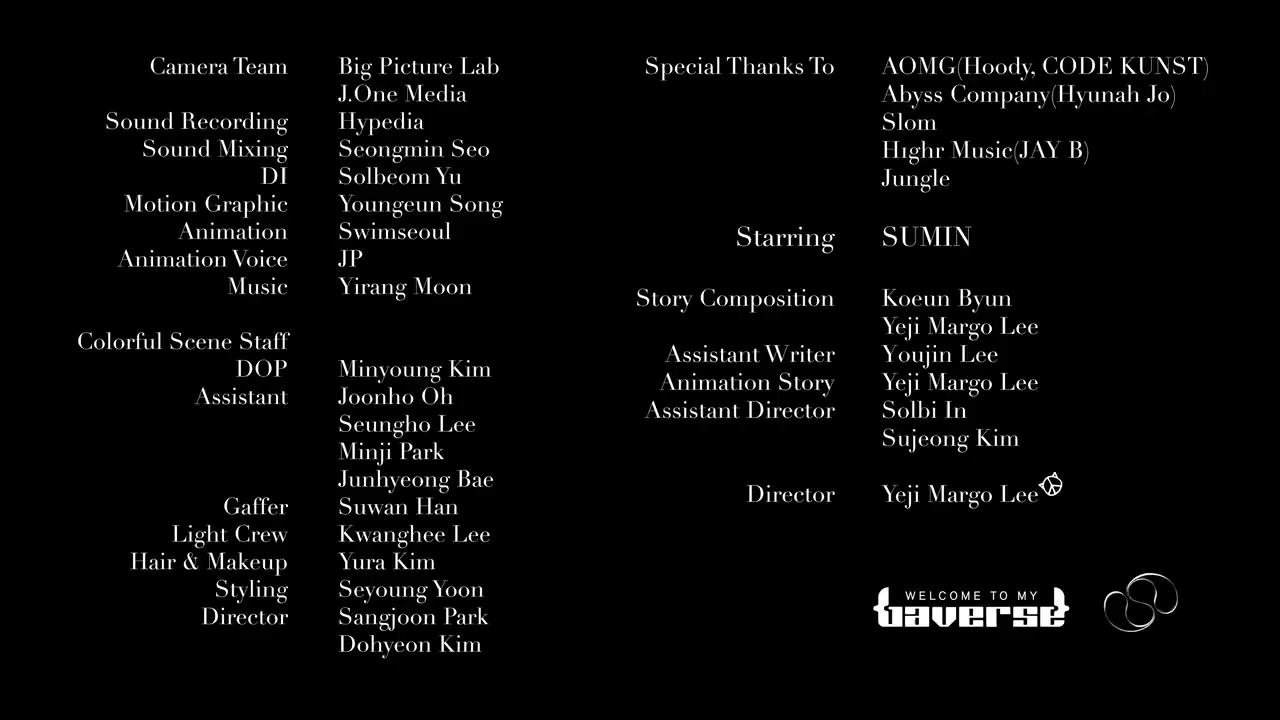 Camera Team Big Picture Lab
J.One Media
Sound Recording Hypedia
Sound Mixing Seongmin Seo
DI Solbeom Yu
Motion Graphic Youngeun Song
Animation Swimseoul
Animation Voice JP
Music Yirang Moon
Colorful Scene Staff
DOP Minyoung Kim
Assistant Joonho Oh
Seungho Lee
Minji Park
Junhyeong Bae
Gaffer Suwan Han
Light Crew Kwanghee Lee
Hair & Makeup Yura Kim
Styling Seyoung Yoon
Director Sangjoon Park
Dohyeon Kim
Special Thanks To AOMG(Hoody, CODE KUNST)
Abyss Company(Hyunah Jo)
Slom
H1ghr Music(JAY B)
Jungle
Starring SUMIN
Story Composition Koeun Byun
Yeji Margo Lee
Assistant Writer Youjin Lee
Animation Story Yeji Margo Lee
Assistant Director Solbi In
Sujeong Kim
Director Yeji Margo Lee
WELCOME TO MY
baverse